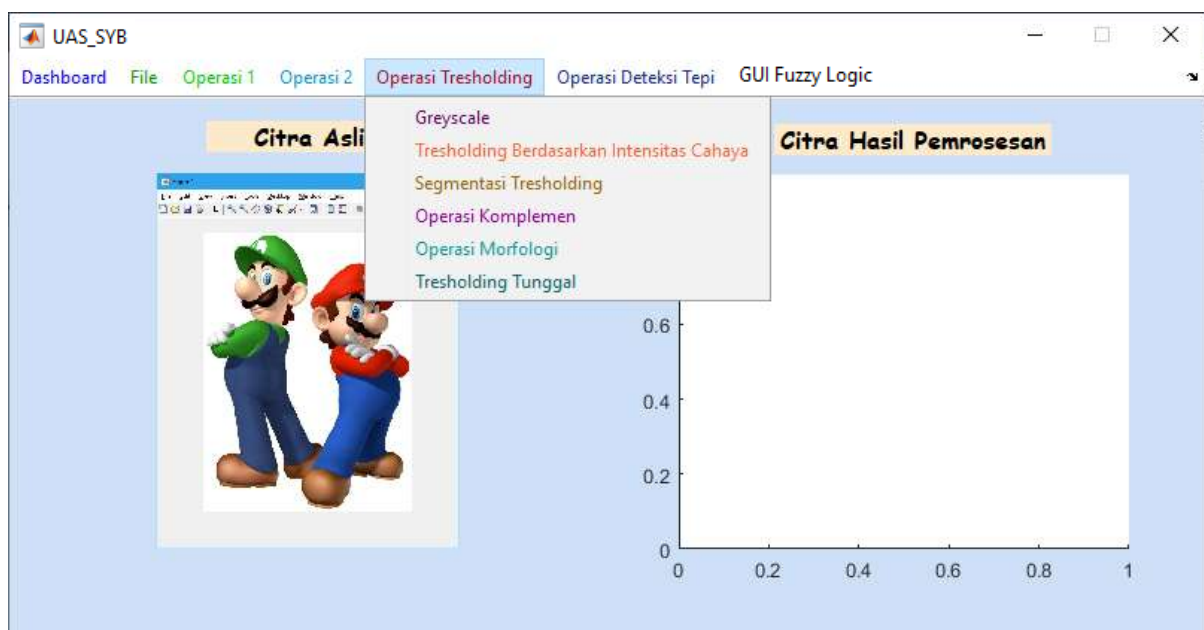 UAS_SYB
Dashboard File Operasi 1 Operasi 2 Operasi Tresholding Operasi Deteksi Tepi GUI Fuzzy Logic
Greyscale
Tresholding Berdasarkan Intensitas Cahaya
Segmentasi Tresholding
Operasi Komplemen
Operasi Morfologi
Tresholding Tunggal
Citra Asli
Citra Hasil Pemrosesan
0.6
0.4
0.2
0
0 0.2 0.4 0.6 0.8 1